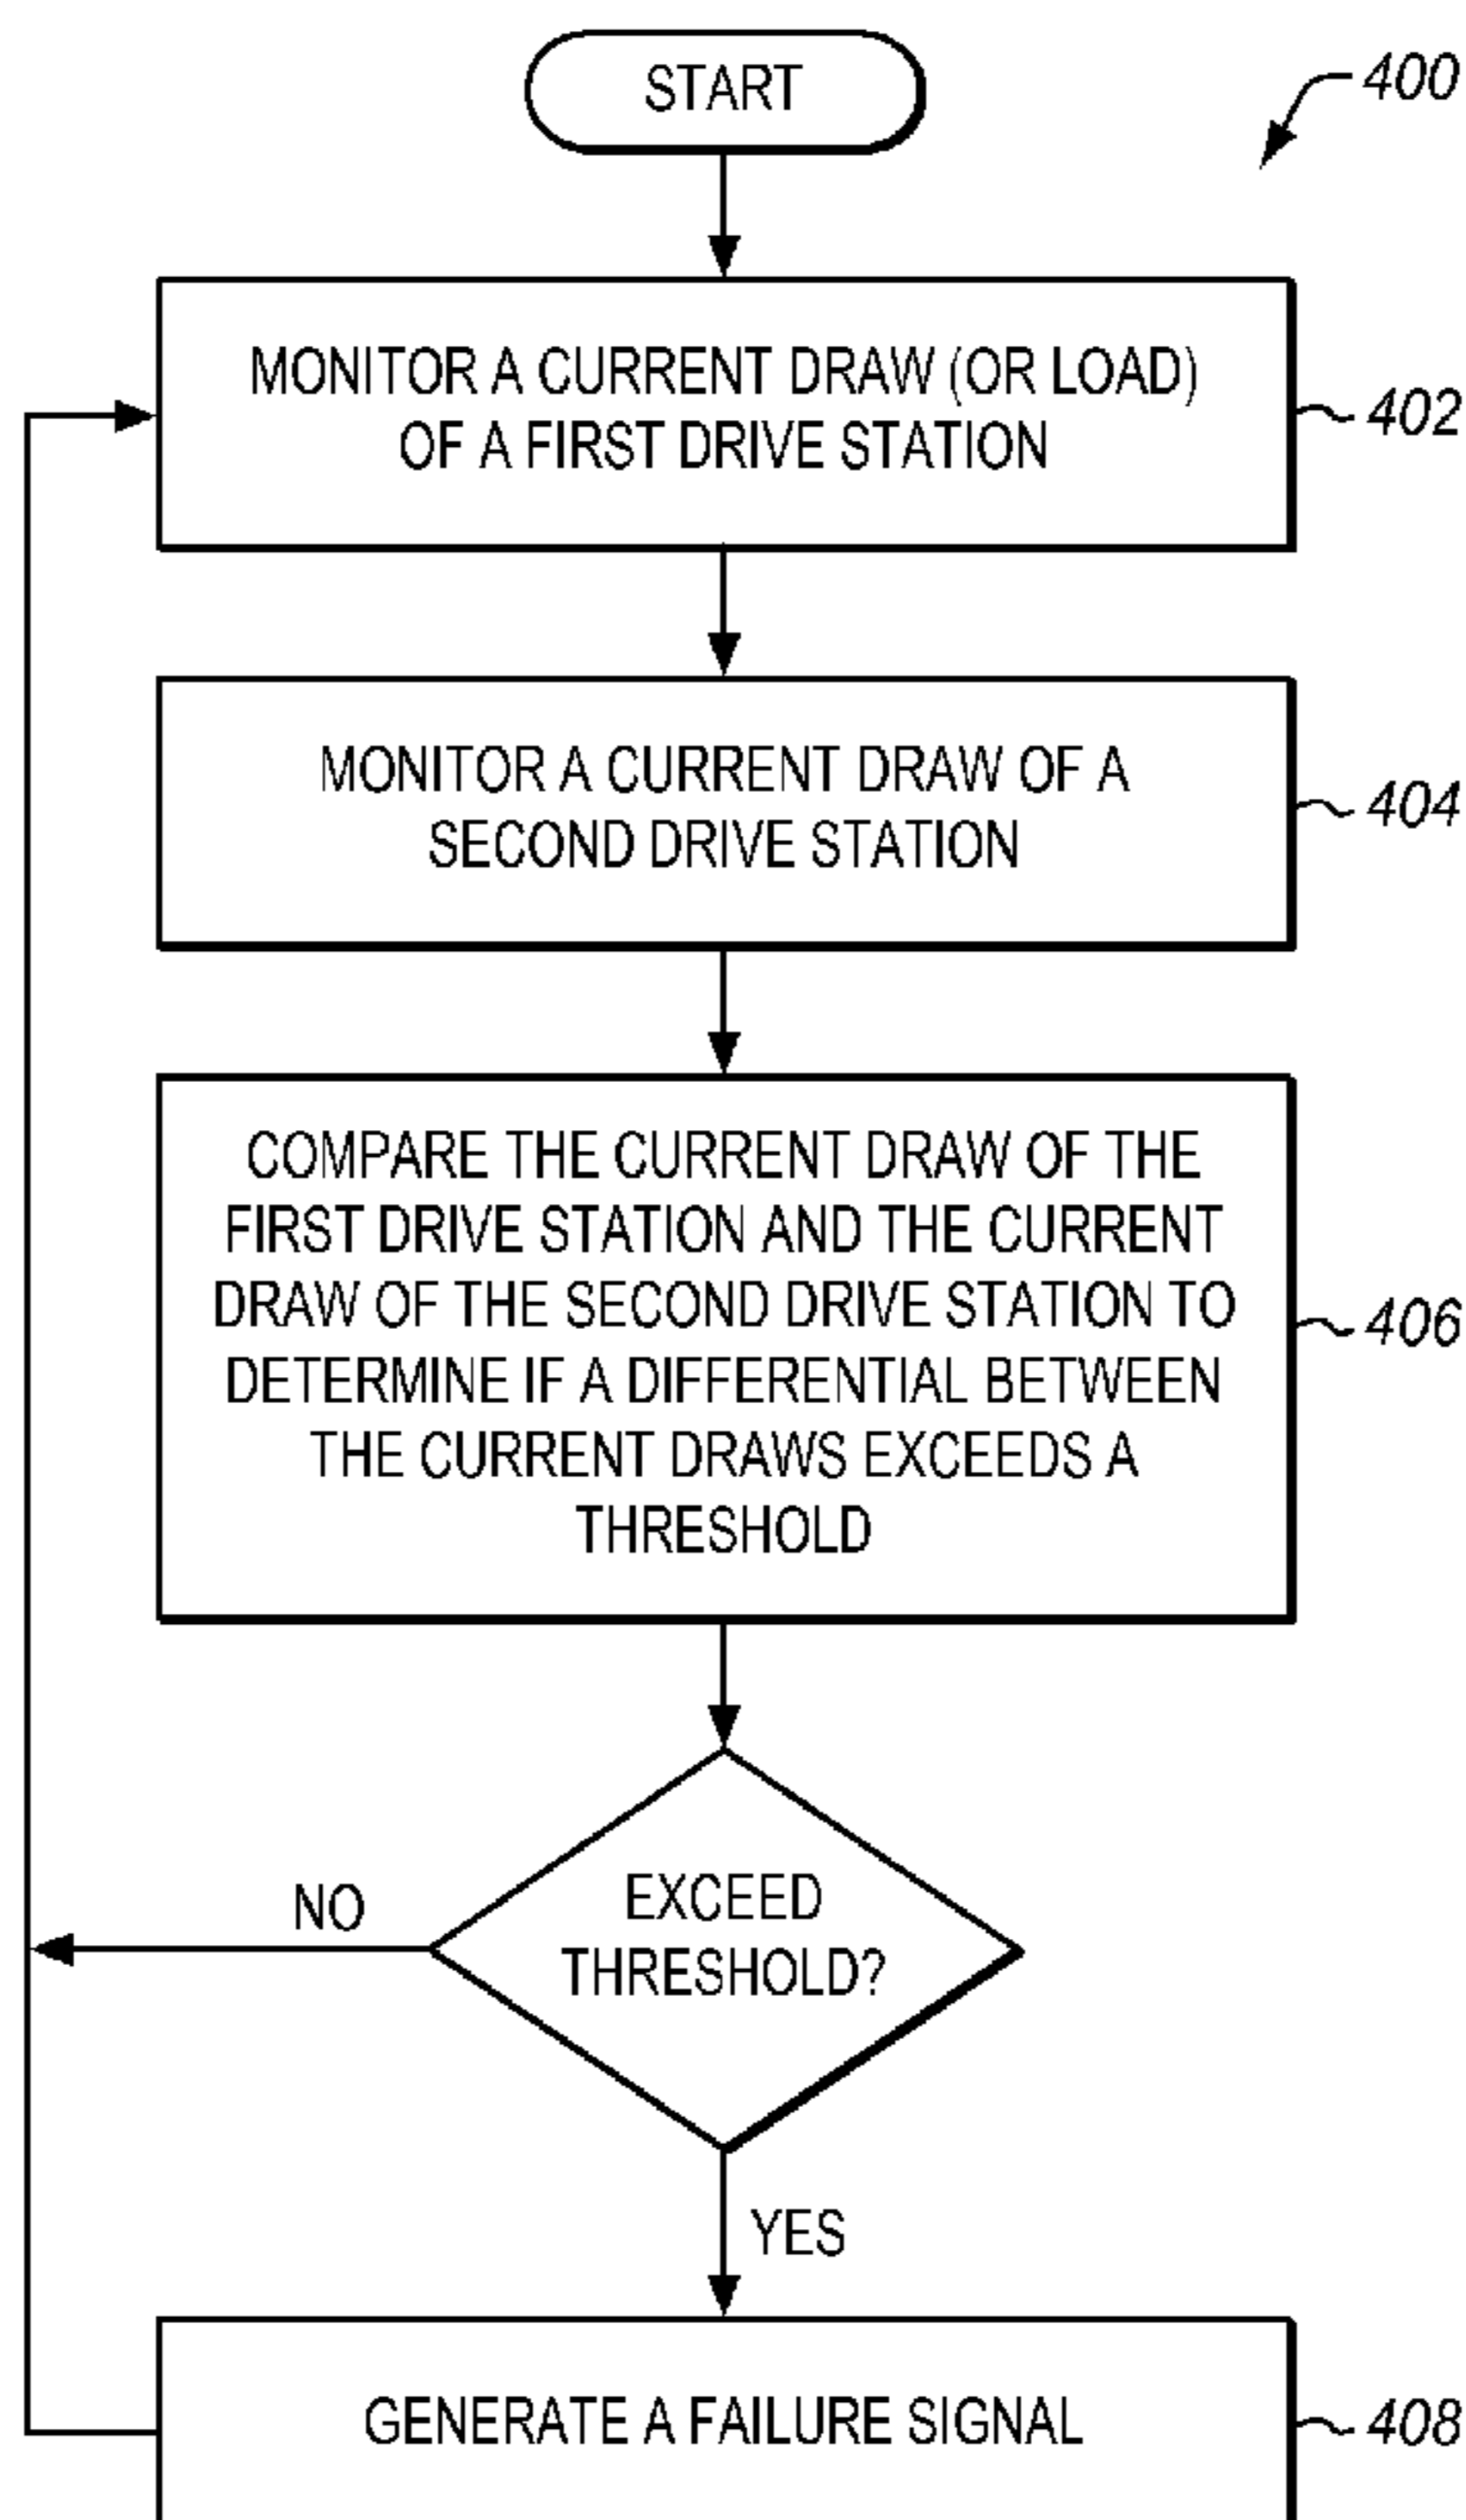 START
400
MONITOR A CURRENT DRAW (OR LOAD)
OF A FIRST DRIVE STATION
402
MONITOR A CURRENT DRAW OF A
SECOND DRIVE STATION
404
COMPARE THE CURRENT DRAW OF THE
FIRST DRIVE STATION AND THE CURRENT
DRAW OF THE SECOND DRIVE STATION TO
DETERMINE IF A DIFFERENTIAL BETWEEN
THE CURRENT DRAWS EXCEEDS A
THRESHOLD
406
EXCEED
THRESHOLD?
NO
YES
GENERATE A FAILURE SIGNAL
408